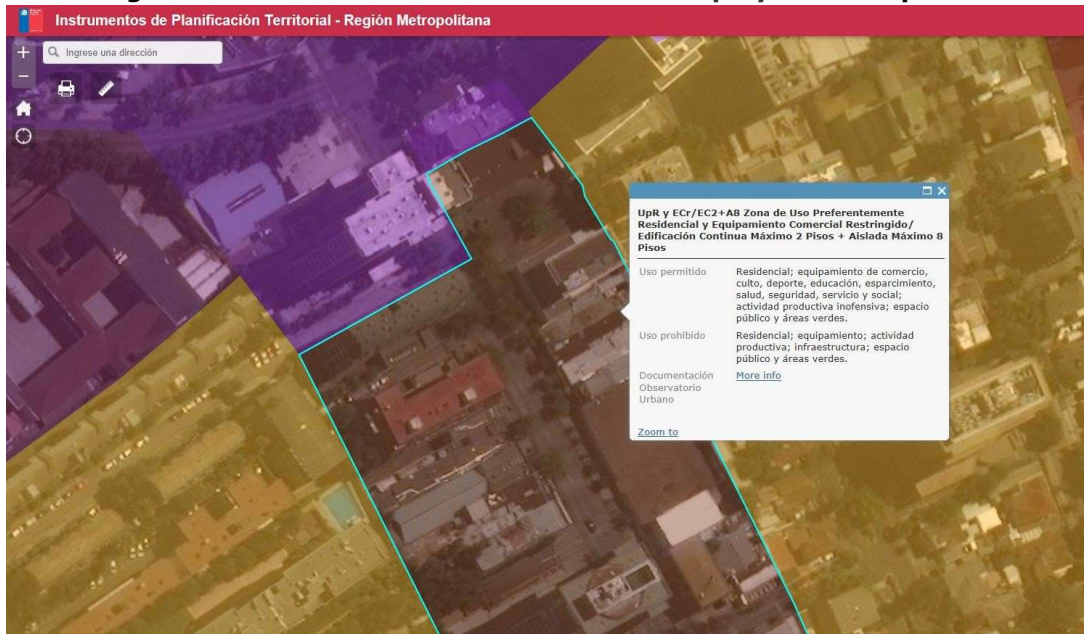 Instrumentos de Planificación Territorial - Región Metropolitana
Ingrese una dirección
UpR y ECr/EC2+A8 Zona de Uso Preferentemente
Residencial y Equipamiento Comercial Restringido/
Edificación Continua Máximo 2 Pisos + Aislada Máximo 8
Pisos
Uso permitido Residencial; equipamiento de comercio,
culto, deporte, educación, esparcimiento,
salud, seguridad, servicio y social;
actividad productiva inofensiva; espacio
público y áreas verdes.
Uso prohibido Residencial; equipamiento; actividad
productiva; infraestructura; espacio
público y áreas verdes.
Documentación More info
Observatorio
Urbano
Zoom to